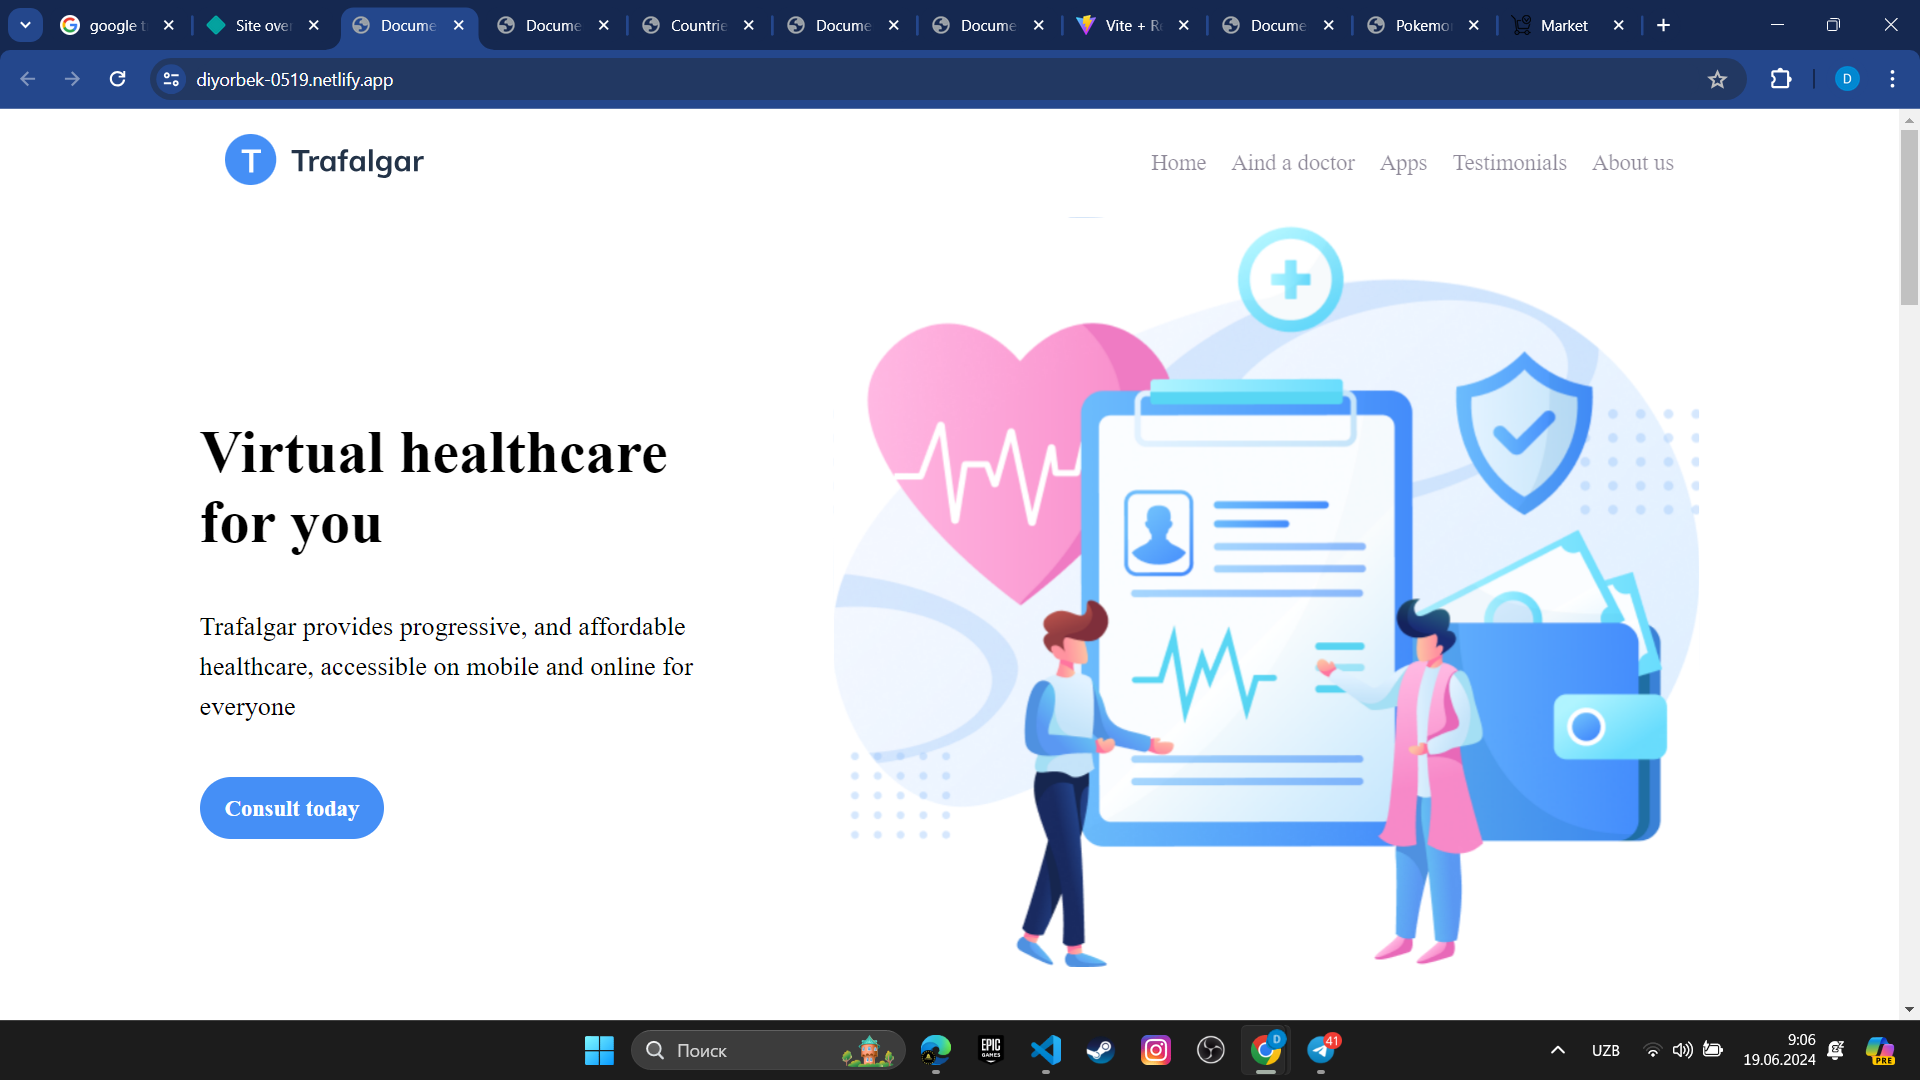 google t
Site over
Docume
Docume
Countrie
Docume
Docume
Vite + R
Docume
Pokemo
Market
diyorbek-0519.netlify.app
D
T Trafalgar
Home
Aind a doctor
Apps
Testimonials
About us
Virtual healthcare
for you
Trafalgar provides progressive, and affordable
healthcare, accessible on mobile and online for
everyone
Consult today
Поиск
EPIC
GAMES
D
41
UZB
9:06
19.06.2024
PRE